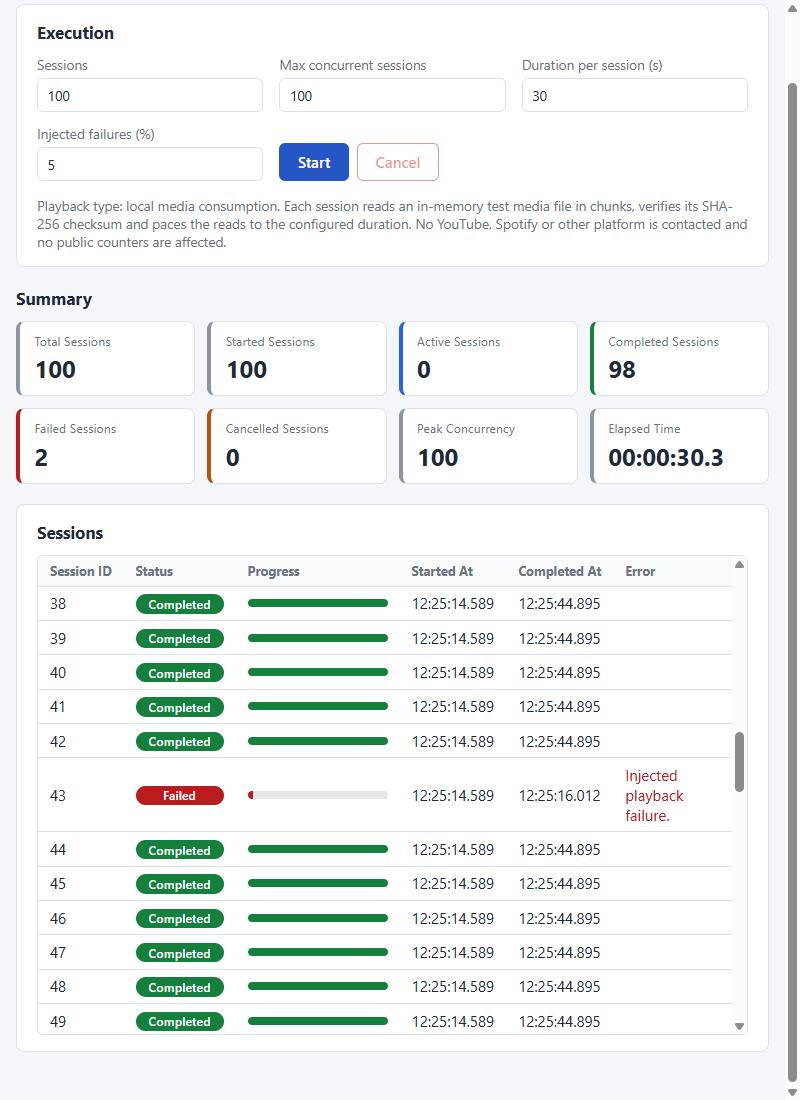 Execution
Sessions Max concurrent sessions Duration per session (s)
100 100 30
Injected failures (%)
5 Start Cancel
Playback type: local media consumption. Each session reads an in-memory test media file in chunks, verifies its SHA-
256 checksum and paces the reads to the configured duration. No YouTube, Spotify or other platform is contacted and
no public counters are affected.
Summary
Total Sessions Started Sessions Active Sessions Completed Sessions
100 100 0 98
Failed Sessions Cancelled Sessions Peak Concurrency Elapsed Time
2 0 100 00:00:30.3
Sessions
Session ID Status Progress Started At Completed At Error
38 Completed 12:25:14.589 12:25:44.895
39 Completed 12:25:14.589 12:25:44.895
40 Completed 12:25:14.589 12:25:44.895
41 Completed 12:25:14.589 12:25:44.895
42 Completed 12:25:14.589 12:25:44.895
43 Failed 12:25:14.589 12:25:16.012 Injected
playback
failure.
44 Completed 12:25:14.589 12:25:44.895
45 Completed 12:25:14.589 12:25:44.895
46 Completed 12:25:14.589 12:25:44.895
47 Completed 12:25:14.589 12:25:44.895
48 Completed 12:25:14.589 12:25:44.895
49 Completed 12:25:14.589 12:25:44.895